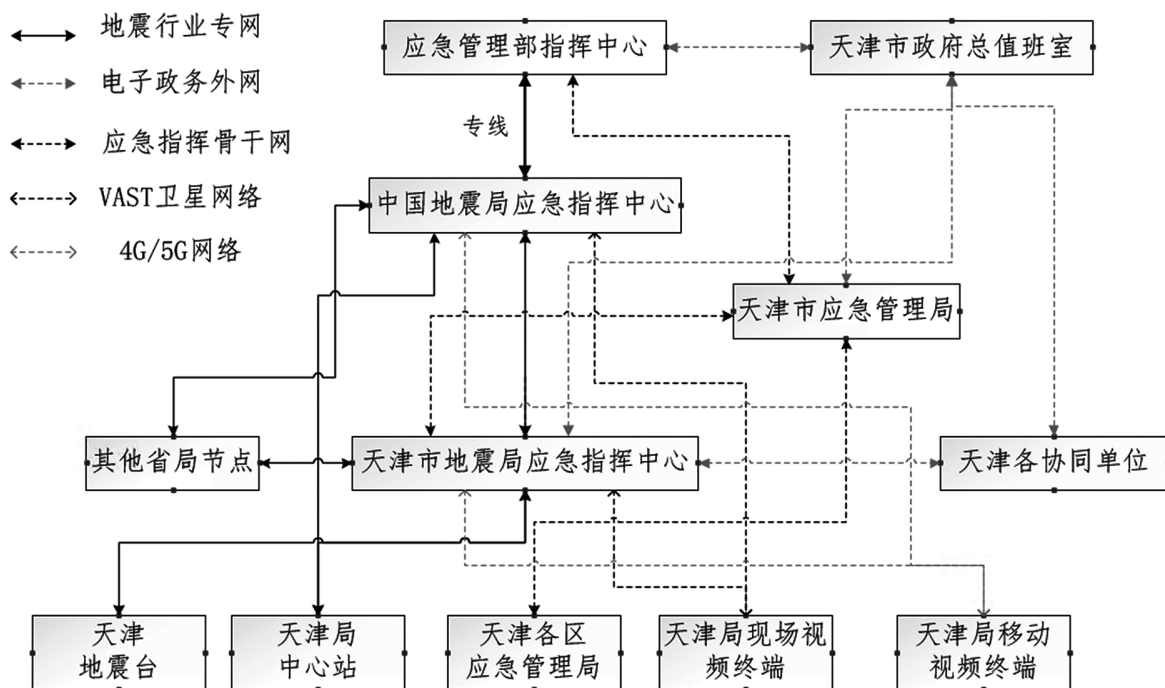 地震行业专网
电子政务外网
应急指挥骨干网
VAST卫星网络
4G/5G网络
应急管理部指挥中心
天津市政府总值班室
专线
中国地震局应急指挥中心
天津市应急管理局
其他省局节点
天津市地震局应急指挥中心
天津各协同单位
天津
地震台
天津局
中心站
天津各区
应急管理局
天津局现场视
频终端
天津局移动
视频终端